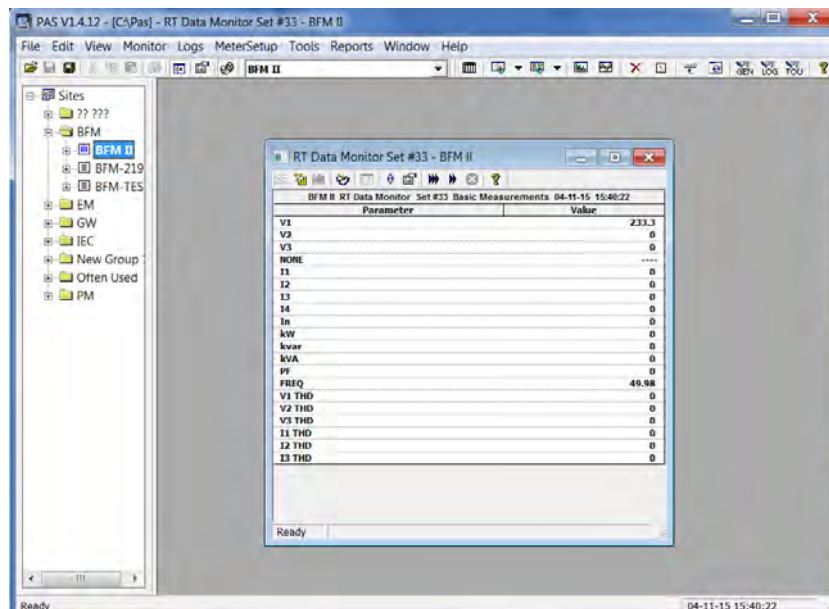 PAS V1.4.12 - [C:\Pas] - RT Data Monitor Set #33 - BFM II
File Edit View Monitor Logs MeterSetup Tools Reports Window Help
BFM II
GEN LOG TOU
Sites
?? ???
BFM
BFM II
BFM-219
BFM-TES
EM
GW
IEC
New Group
Often Used
PM
RT Data Monitor Set #33 - BFM II
BFM II RT Data Monitor Set #33 Basic Measurements 04-11-15 15:40:22
Parameter Value
V1 233.3
V2 0
V3 0
NONE ----
I1 0
I2 0
I3 0
I4 0
In 0
kW 0
kvar 0
kVA 0
PF 0
FREQ 49.98
V1 THD 0
V2 THD 0
V3 THD 0
I1 THD 0
I2 THD 0
I3 THD 0
Ready
Ready 04-11-15 15:40:22